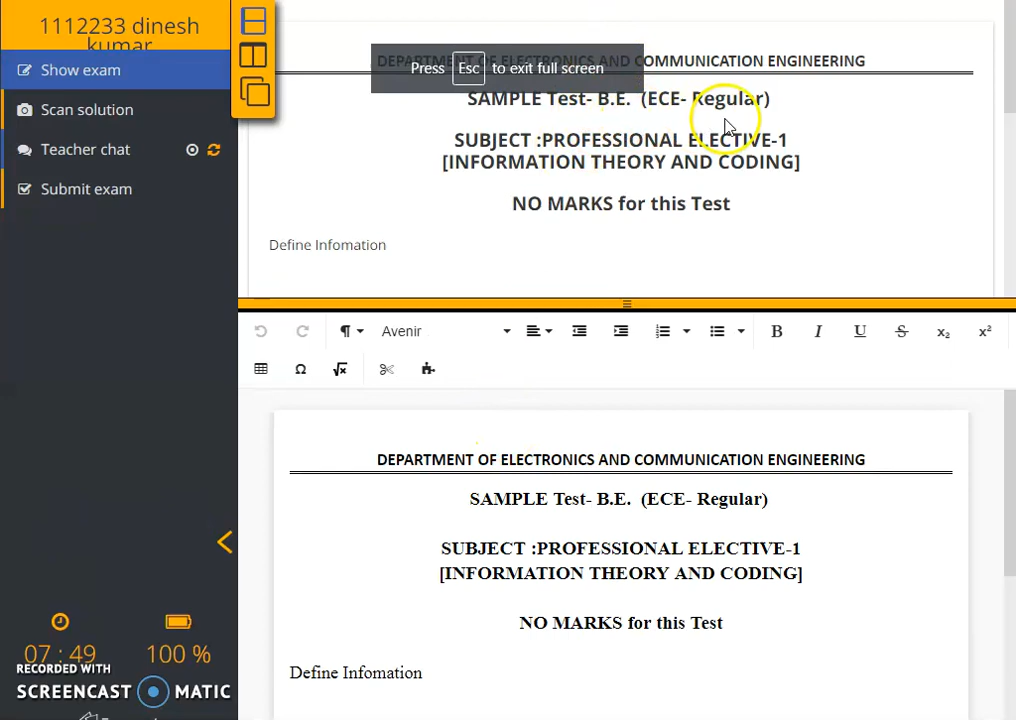 1112233 dinesh
kumar
Show exam
Scan solution
Teacher chat
Submit exam
07 : 49
100 %
RECORDED WITH
SCREENCAST MATIC
DEPARTMENT OF ELECTRONICS AND COMMUNICATION ENGINEERING
Press Esc to exit full screen
SAMPLE Test- B.E. (ECE- Regular)
SUBJECT :PROFESSIONAL ELECTIVE-1
[INFORMATION THEORY AND CODING]
NO MARKS for this Test
Define Infomation
Avenir
B I U S x₂ x²
Ω √x
DEPARTMENT OF ELECTRONICS AND COMMUNICATION ENGINEERING
SAMPLE Test- B.E. (ECE- Regular)
SUBJECT :PROFESSIONAL ELECTIVE-1
[INFORMATION THEORY AND CODING]
NO MARKS for this Test
Define Infomation